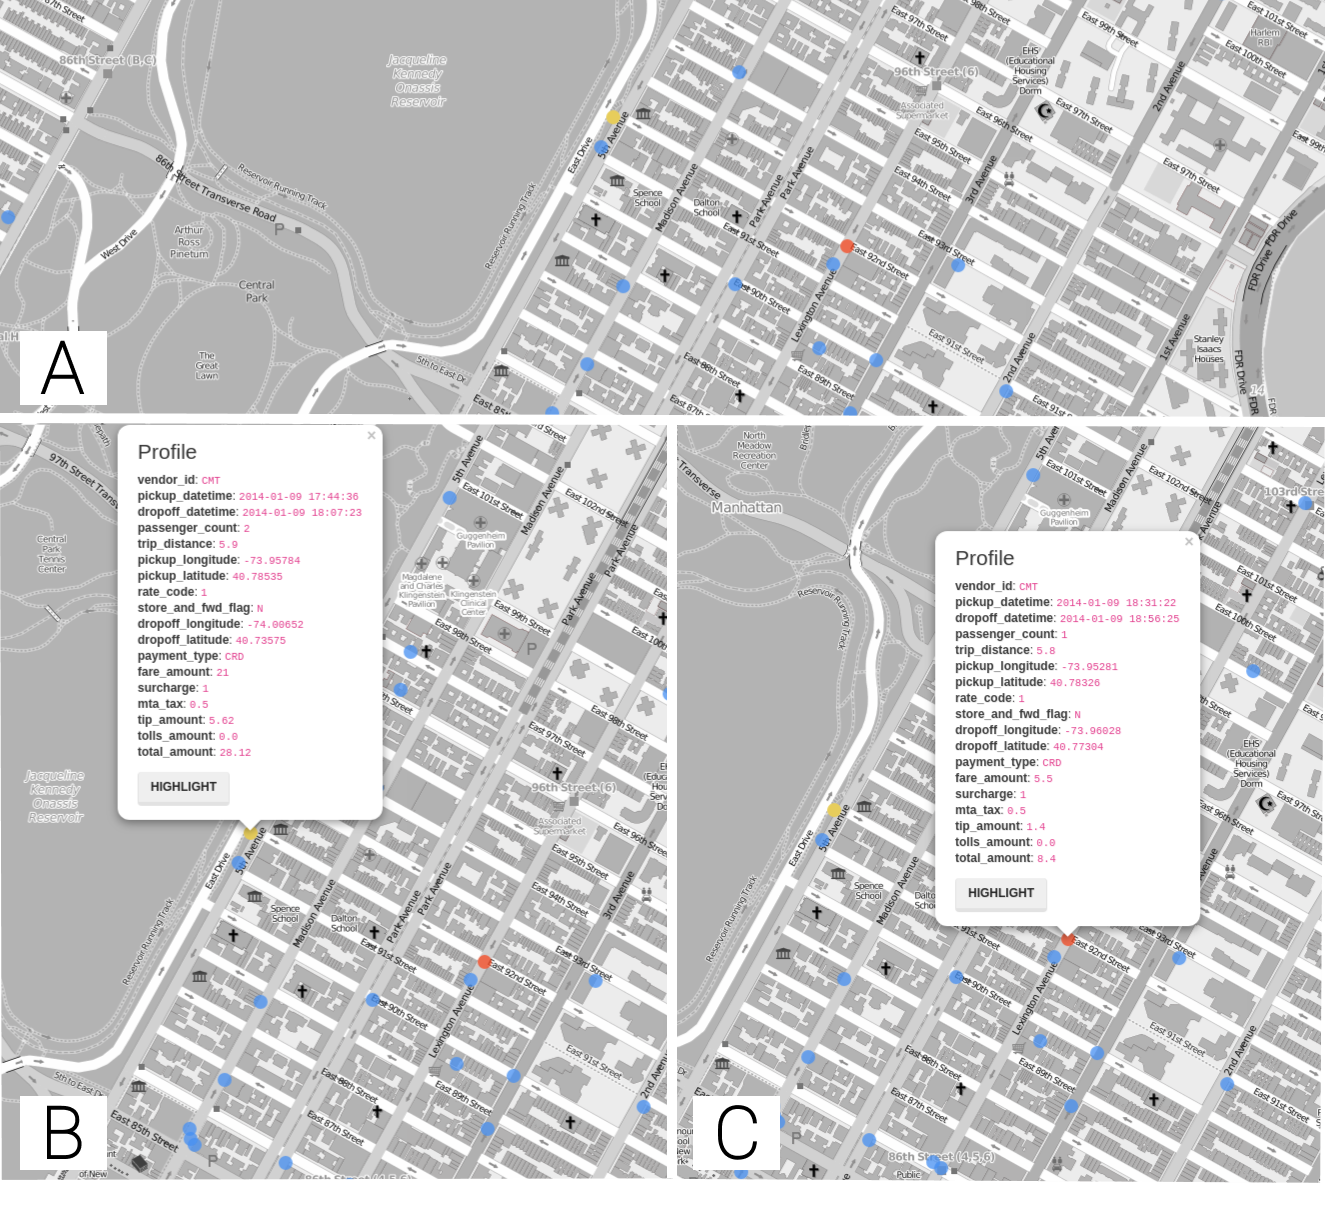 87th Street
86th Street (B,C)
Jacqueline
Kennedy
Onassis
Reservoir
86th Street Transverse Road
Reservoir Running Track
Arthur
Ross
Pinetum
West Drive
Central
Park
The
Great
Lawn
Reservoir Running Track
East Drive
5th Avenue
5th to East Dr
East 85th
Spence
School
Madison Avenue
Dalton
School
Park Avenue
Park Avenue
East 91st Street
East 90th Street
East 92nd Street
East 93rd Street
Lexington Avenue
East 89th Street
East 88th Street
East 87th Street
East 91st Street
East 91st
2nd Avenue
1st Avenue
3rd Avenue
East 94th Street
East 95th Street
East 96th Street
East 97th Street
East 97th Street
East 97th Street
98th Street
East 99th Street
East 99th
East 100th Street
East 101st Street
96th Street (6)
Associated
Supermarket
EHS
(Educational
Housing
Services)
Dorm
Harlem
RBI
2nd Avenue
FDR Drive
FDR Drive
FDR Drive
FDR
FDR
Stanley
Isaacs
Houses
A
97th Street Trans
Central
Park
Tennis
Center
Jacqueline
Kennedy
Onassis
Reservoir
Profile
×
vendor_id: CMT
pickup_datetime: 2014-01-09 17:44:36
dropoff_datetime: 2014-01-09 18:07:23
passenger_count: 2
trip_distance: 5.9
pickup_longitude: -73.95784
pickup_latitude: 40.78535
rate_code: 1
store_and_fwd_flag: N
dropoff_longitude: -74.00652
dropoff_latitude: 40.73575
payment_type: CRD
fare_amount: 21
surcharge: 1
mta_tax: 0.5
tip_amount: 5.62
tolls_amount: 0.0
total_amount: 28.12
HIGHLIGHT
5th Avenue
East 101st Street
Madison Avenue
East 102nd Street
Guggenheim
Pavilion
Magdalene
and Charles
Klingenstein
Pavilion
Klingenstein
Clinical
Center
Park Avenue
Park Avenue
East 99th Street
East 98th Street
East 100th
East 98th Street
East 97th Street
96th Street (6)
Associated
Supermarket
East 96th Street
East 95th Street
East 94th Street
3rd Avenue
East Drive
5th Avenue
Reservoir Running Track
Spence
School
Madison Avenue
Dalton
School
Park Avenue
Park Avenue
East 91st Street
East 90th Street
East 92nd Street
East 93rd Street
Lexington Avenue
East 91st Street
2nd Avenue
East 89th Street
East 88th Street
East 87th Street
5th to East Dr
East 85th Street
of New
86th Street (4,5,6)
B
North
Meadow
Recreation
Center
Transverse
Manhattan
Reservoir Running Track
5th Ave
East 101st Street
Madison Avenue
East 102nd Street
Guggenheim
Pavilion
103rd Stre
Avenue
East 101st Street
East 100th Street
Profile
×
vendor_id: CMT
pickup_datetime: 2014-01-09 18:31:22
dropoff_datetime: 2014-01-09 18:56:25
passenger_count: 1
trip_distance: 5.8
pickup_longitude: -73.95281
pickup_latitude: 40.78326
rate_code: 1
store_and_fwd_flag: N
dropoff_longitude: -73.96028
dropoff_latitude: 40.77304
payment_type: CRD
fare_amount: 5.5
surcharge: 1
mta_tax: 0.5
tip_amount: 1.4
tolls_amount: 0.0
total_amount: 8.4
HIGHLIGHT
EHS
(Educational
Housing
Services)
Dorm
East 97th St
East 96th Street
Avenue
East Drive
5th Avenue
Reservoir Running Track
Spence
School
Madison Avenue
91st Street
East 90th Street
East 92nd Street
East 93rd Street
Lexington Avenue
East 91st Street
East 91st Street
2nd Avenue
East 89th Street
East 88th Street
East 87th Street
86th Street (4,5,6)
Public
C